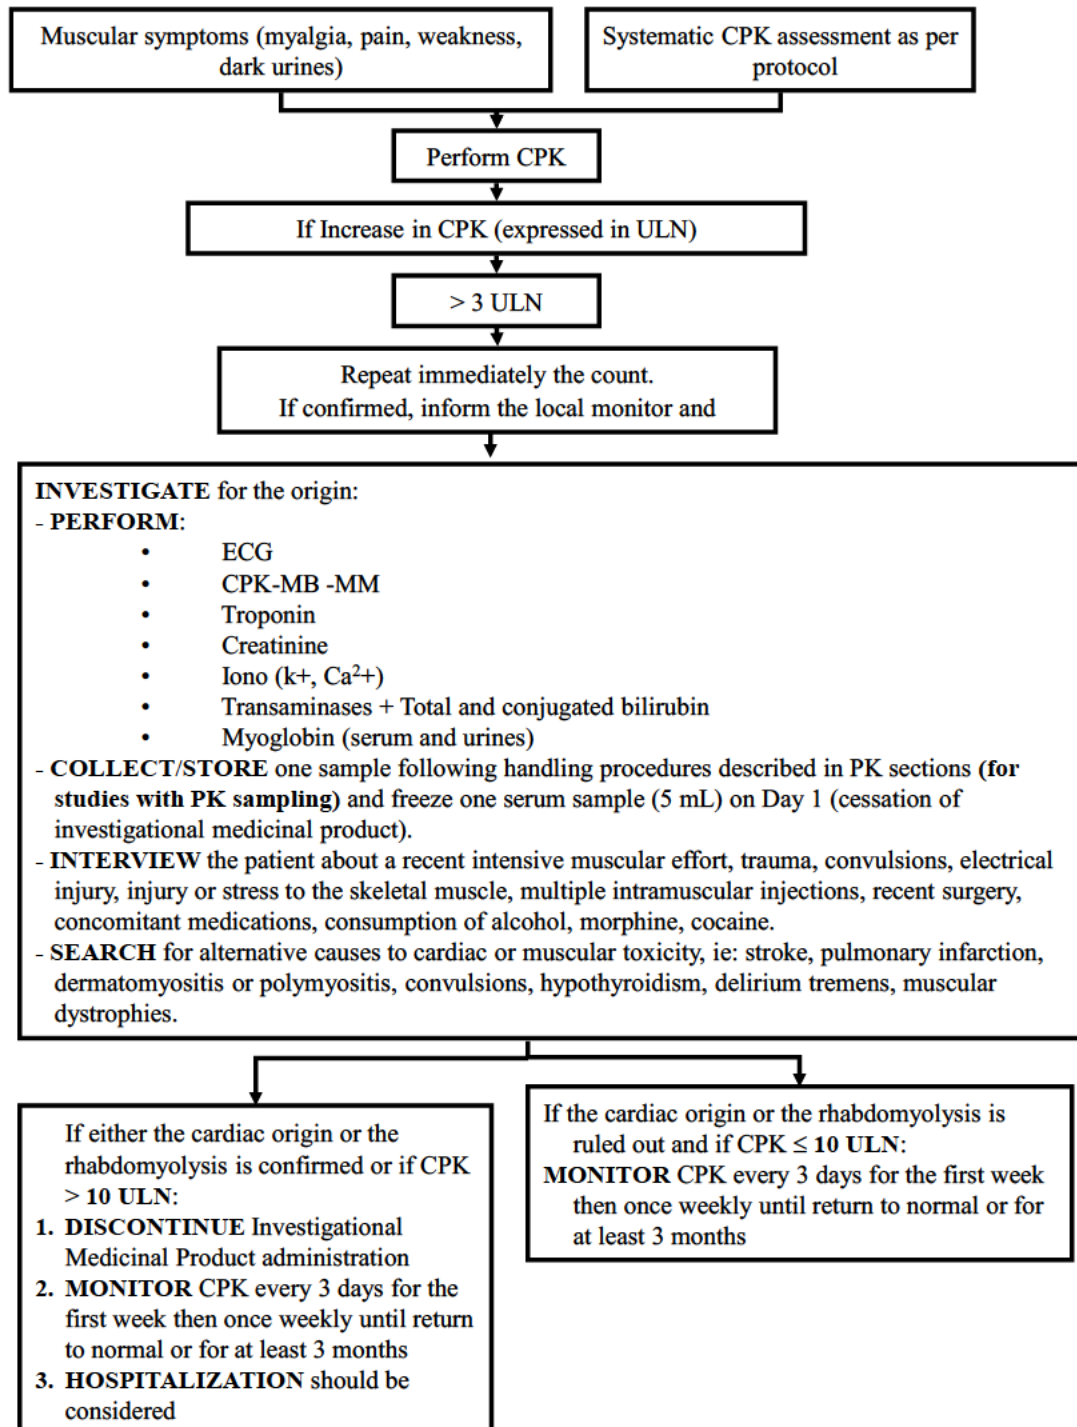 Muscular symptoms (myalgia, pain, weakness,
dark urines)
Systematic CPK assessment as per
protocol
Perform CPK
If Increase in CPK (expressed in ULN)
> 3 ULN
Repeat immediately the count.
If confirmed, inform the local monitor and
INVESTIGATE for the origin:
- PERFORM:
• ECG
• CPK-MB -MM
• Troponin
• Creatinine
• Iono (k+, Ca²⁺)
• Transaminases + Total and conjugated bilirubin
• Myoglobin (serum and urines)
- COLLECT/STORE one sample following handling procedures described in PK sections (for
studies with PK sampling) and freeze one serum sample (5 mL) on Day 1 (cessation of
investigational medicinal product).
- INTERVIEW the patient about a recent intensive muscular effort, trauma, convulsions, electrical
injury, injury or stress to the skeletal muscle, multiple intramuscular injections, recent surgery,
concomitant medications, consumption of alcohol, morphine, cocaine.
- SEARCH for alternative causes to cardiac or muscular toxicity, ie: stroke, pulmonary infarction,
dermatomyositis or polymyositis, convulsions, hypothyroidism, delirium tremens, muscular
dystrophies.
If either the cardiac origin or the
rhabdomyolysis is confirmed or if CPK
> 10 ULN:
1. DISCONTINUE Investigational
Medicinal Product administration
2. MONITOR CPK every 3 days for the
first week then once weekly until return
to normal or for at least 3 months
3. HOSPITALIZATION should be
considered
If the cardiac origin or the rhabdomyolysis is
ruled out and if CPK ≤ 10 ULN:
MONITOR CPK every 3 days for the first week
then once weekly until return to normal or for
at least 3 months